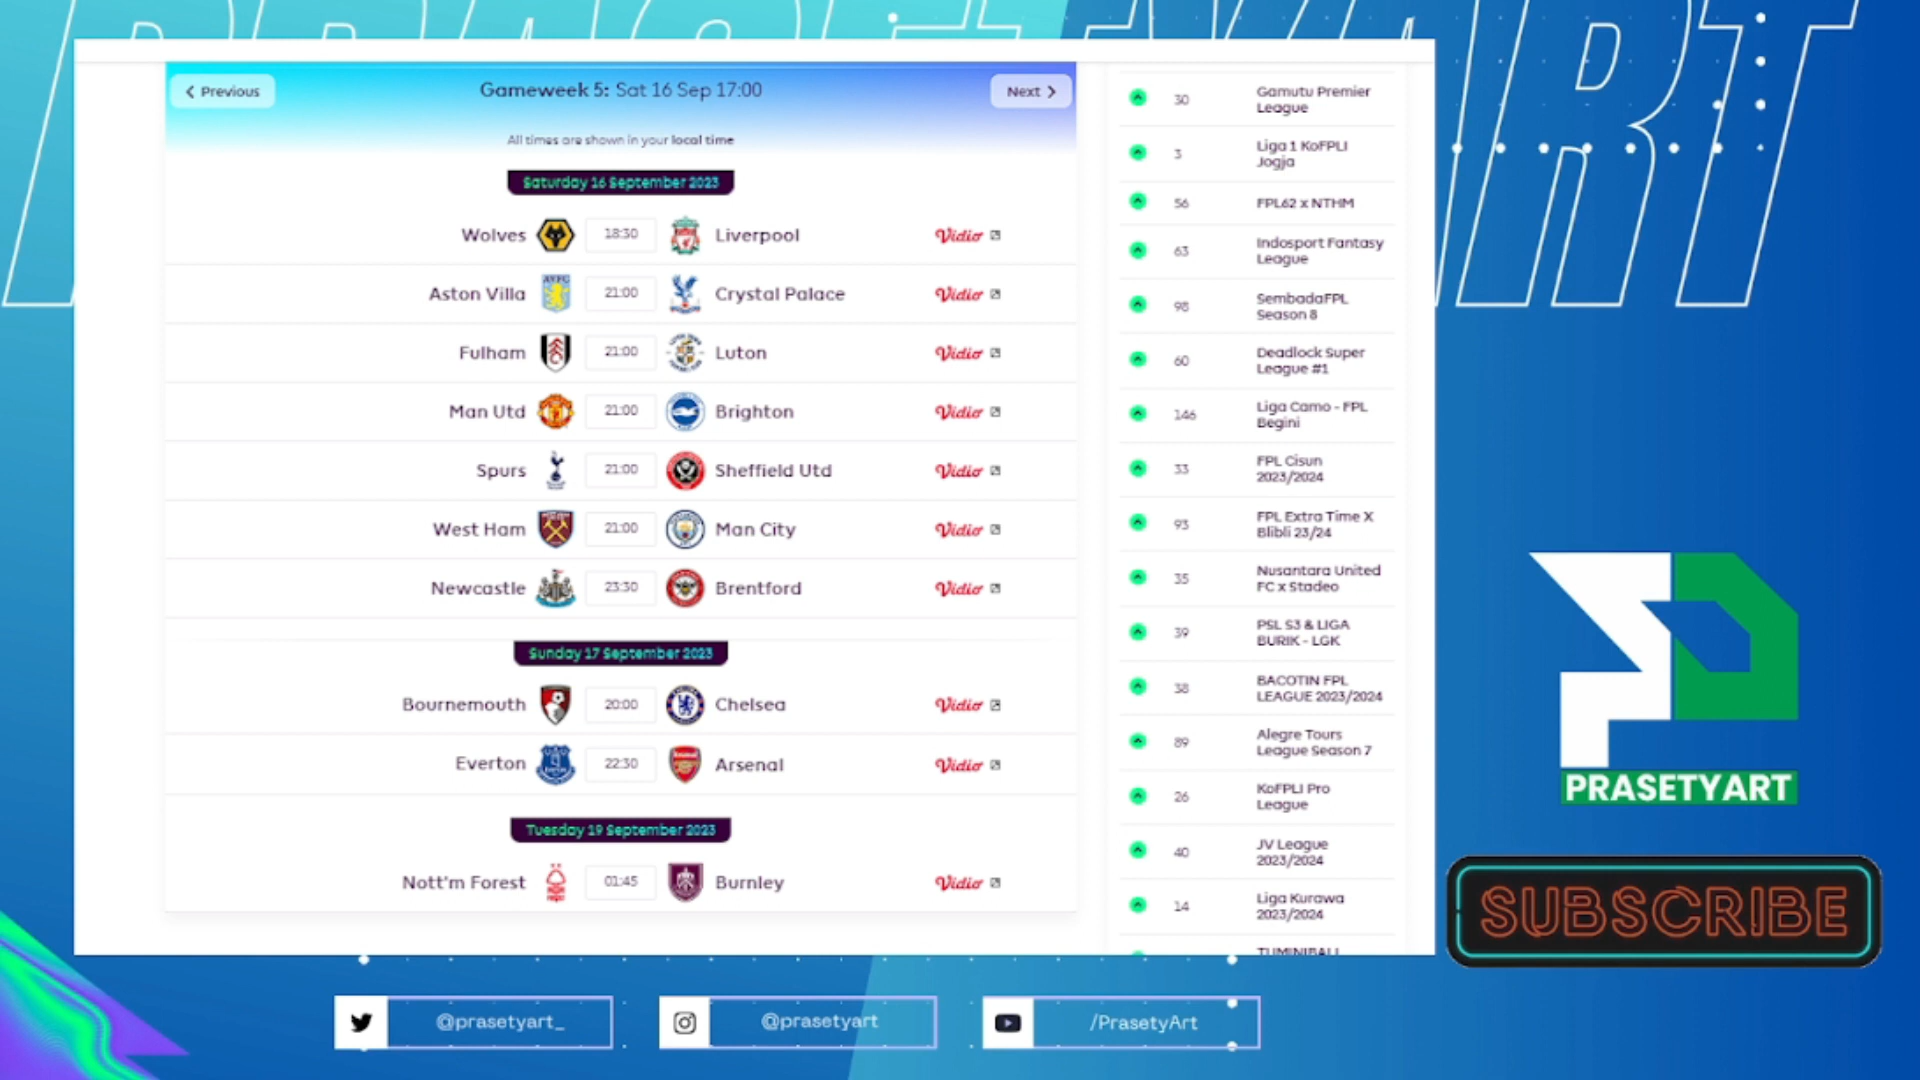 PRASETYART
Previous
Gameweek 5: Sat 16 Sep 17:00
Next
All times are shown in your local time
Saturday 16 September 2023
Wolves 18:30 Liverpool Vidio
Aston Villa 21:00 Crystal Palace Vidio
Fulham 21:00 Luton Vidio
Man Utd 21:00 Brighton Vidio
Spurs 21:00 Sheffield Utd Vidio
West Ham 21:00 Man City Vidio
Newcastle 23:30 Brentford Vidio
Sunday 17 September 2023
Bournemouth 20:00 Chelsea Vidio
Everton 22:30 Arsenal Vidio
Tuesday 19 September 2023
Nott'm Forest 01:45 Burnley Vidio
30 Gamutu Premier
League
3 Liga 1 KoFPLI
Jogja
56 FPL62 x NTHM
63 Indosport Fantasy
League
98 SembadaFPL
Season 8
60 Deadlock Super
League #1
146 Liga Camo - FPL
Begini
33 FPL Cisun
2023/2024
93 FPL Extra Time X
Blibli 23/24
35 Nusantara United
FC x Stadeo
39 PSL S3 & LIGA
BURIK - LGK
38 BACOTIN FPL
LEAGUE 2023/2024
89 Alegre Tours
League Season 7
26 KoFPLI Pro
League
40 JV League
2023/2024
14 Liga Kurawa
2023/2024
PRASETYART
SUBSCRIBE
@prasetyart_
@prasetyart
/PrasetyArt